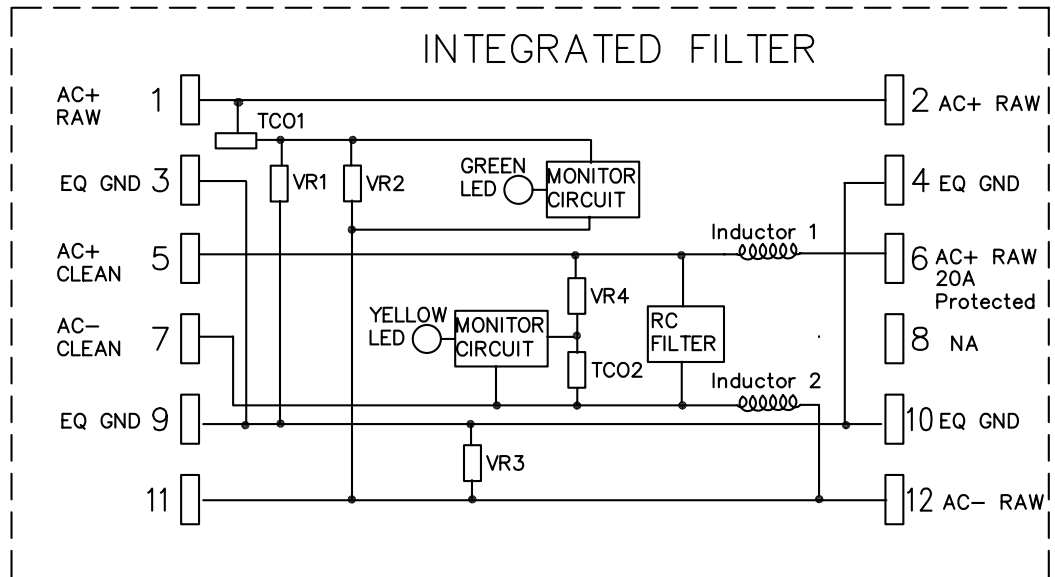 INTEGRATED FILTER
AC+ RAW 1
2 AC+ RAW
TCO1
EQ GND 3
VR1
VR2
GREEN LED
MONITOR CIRCUIT
4 EQ GND
AC+ CLEAN 5
Inductor 1
6 AC+ RAW 20A Protected
VR4
YELLOW LED
MONITOR CIRCUIT
RC FILTER
AC- CLEAN 7
8 NA
TCO2
Inductor 2
EQ GND 9
10 EQ GND
VR3
11
12 AC- RAW